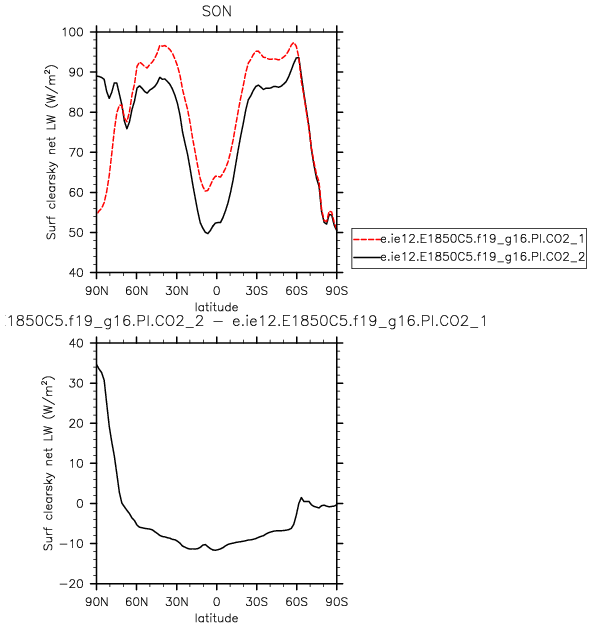 SON
Surf clearsky net LW (W/m²)
100
90
80
70
60
50
40
90N 60N 30N 0 30S 60S 90S
latitude
e.ie12.E1850C5.f19_g16.PI.CO2_1
e.ie12.E1850C5.f19_g16.PI.CO2_2
.1850C5.f19_g16.PI.CO2_2 − e.ie12.E1850C5.f19_g16.PI.CO2_1
Surf clearsky net LW (W/m²)
40
30
20
10
0
−10
−20
90N 60N 30N 0 30S 60S 90S
latitude